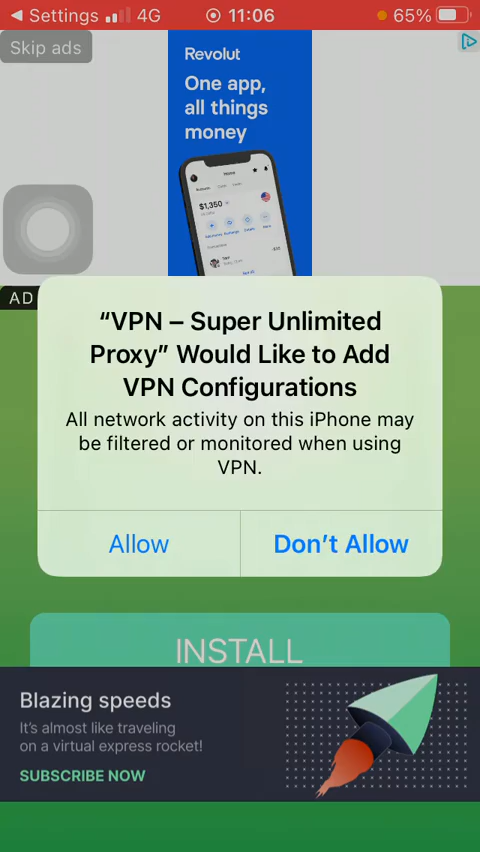 Settings 4G 11:06 65%
Skip ads
Revolut
One app,
all things
money
Home
$1,350
AD
“VPN – Super Unlimited
Proxy” Would Like to Add
VPN Configurations
All network activity on this iPhone may
be filtered or monitored when using
VPN.
Allow Don’t Allow
INSTALL
Blazing speeds
It’s almost like traveling
on a virtual express rocket!
SUBSCRIBE NOW